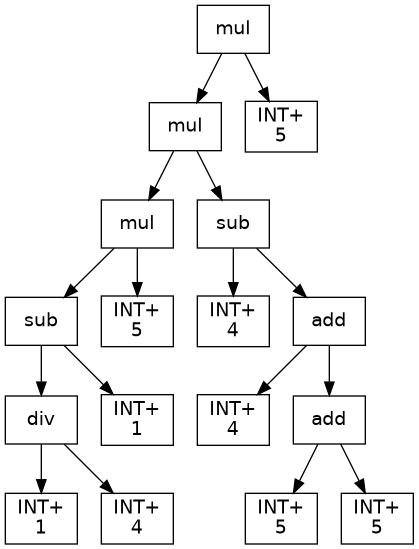 mul
mul
INT+
5
mul
sub
sub
INT+
5
INT+
4
add
div
INT+
1
INT+
4
add
INT+
1
INT+
4
INT+
5
INT+
5